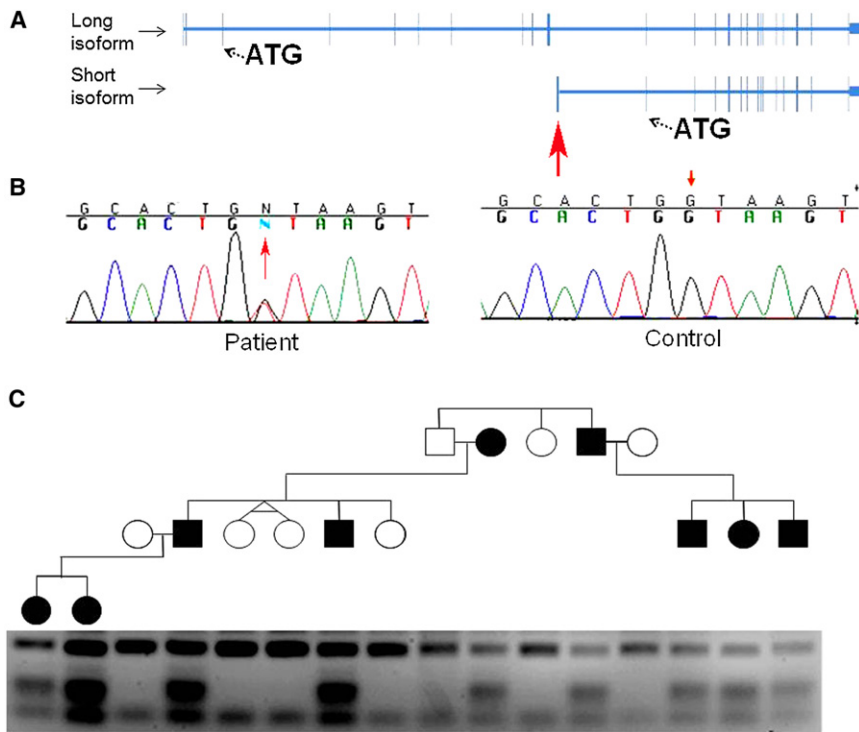 A
Long isoform
ATG
Short isoform
ATG
B
G C A C T G N T A A G T
G C A C T G N T A A G T
Patient
G C A C T G G T A A G T
G C A C T G G T A A G T
Control
C